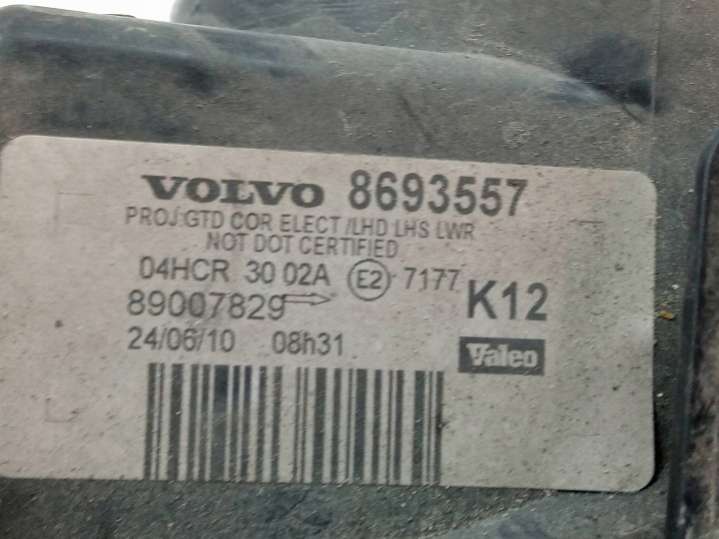 VOLVO 8693557
PROJ.GTD COR ELECT /LHD LHS LWR
NOT DOT CERTIFIED
04HCR 30 02A E2 7177
89007829 K12
24/06/10 08h31
Valeo